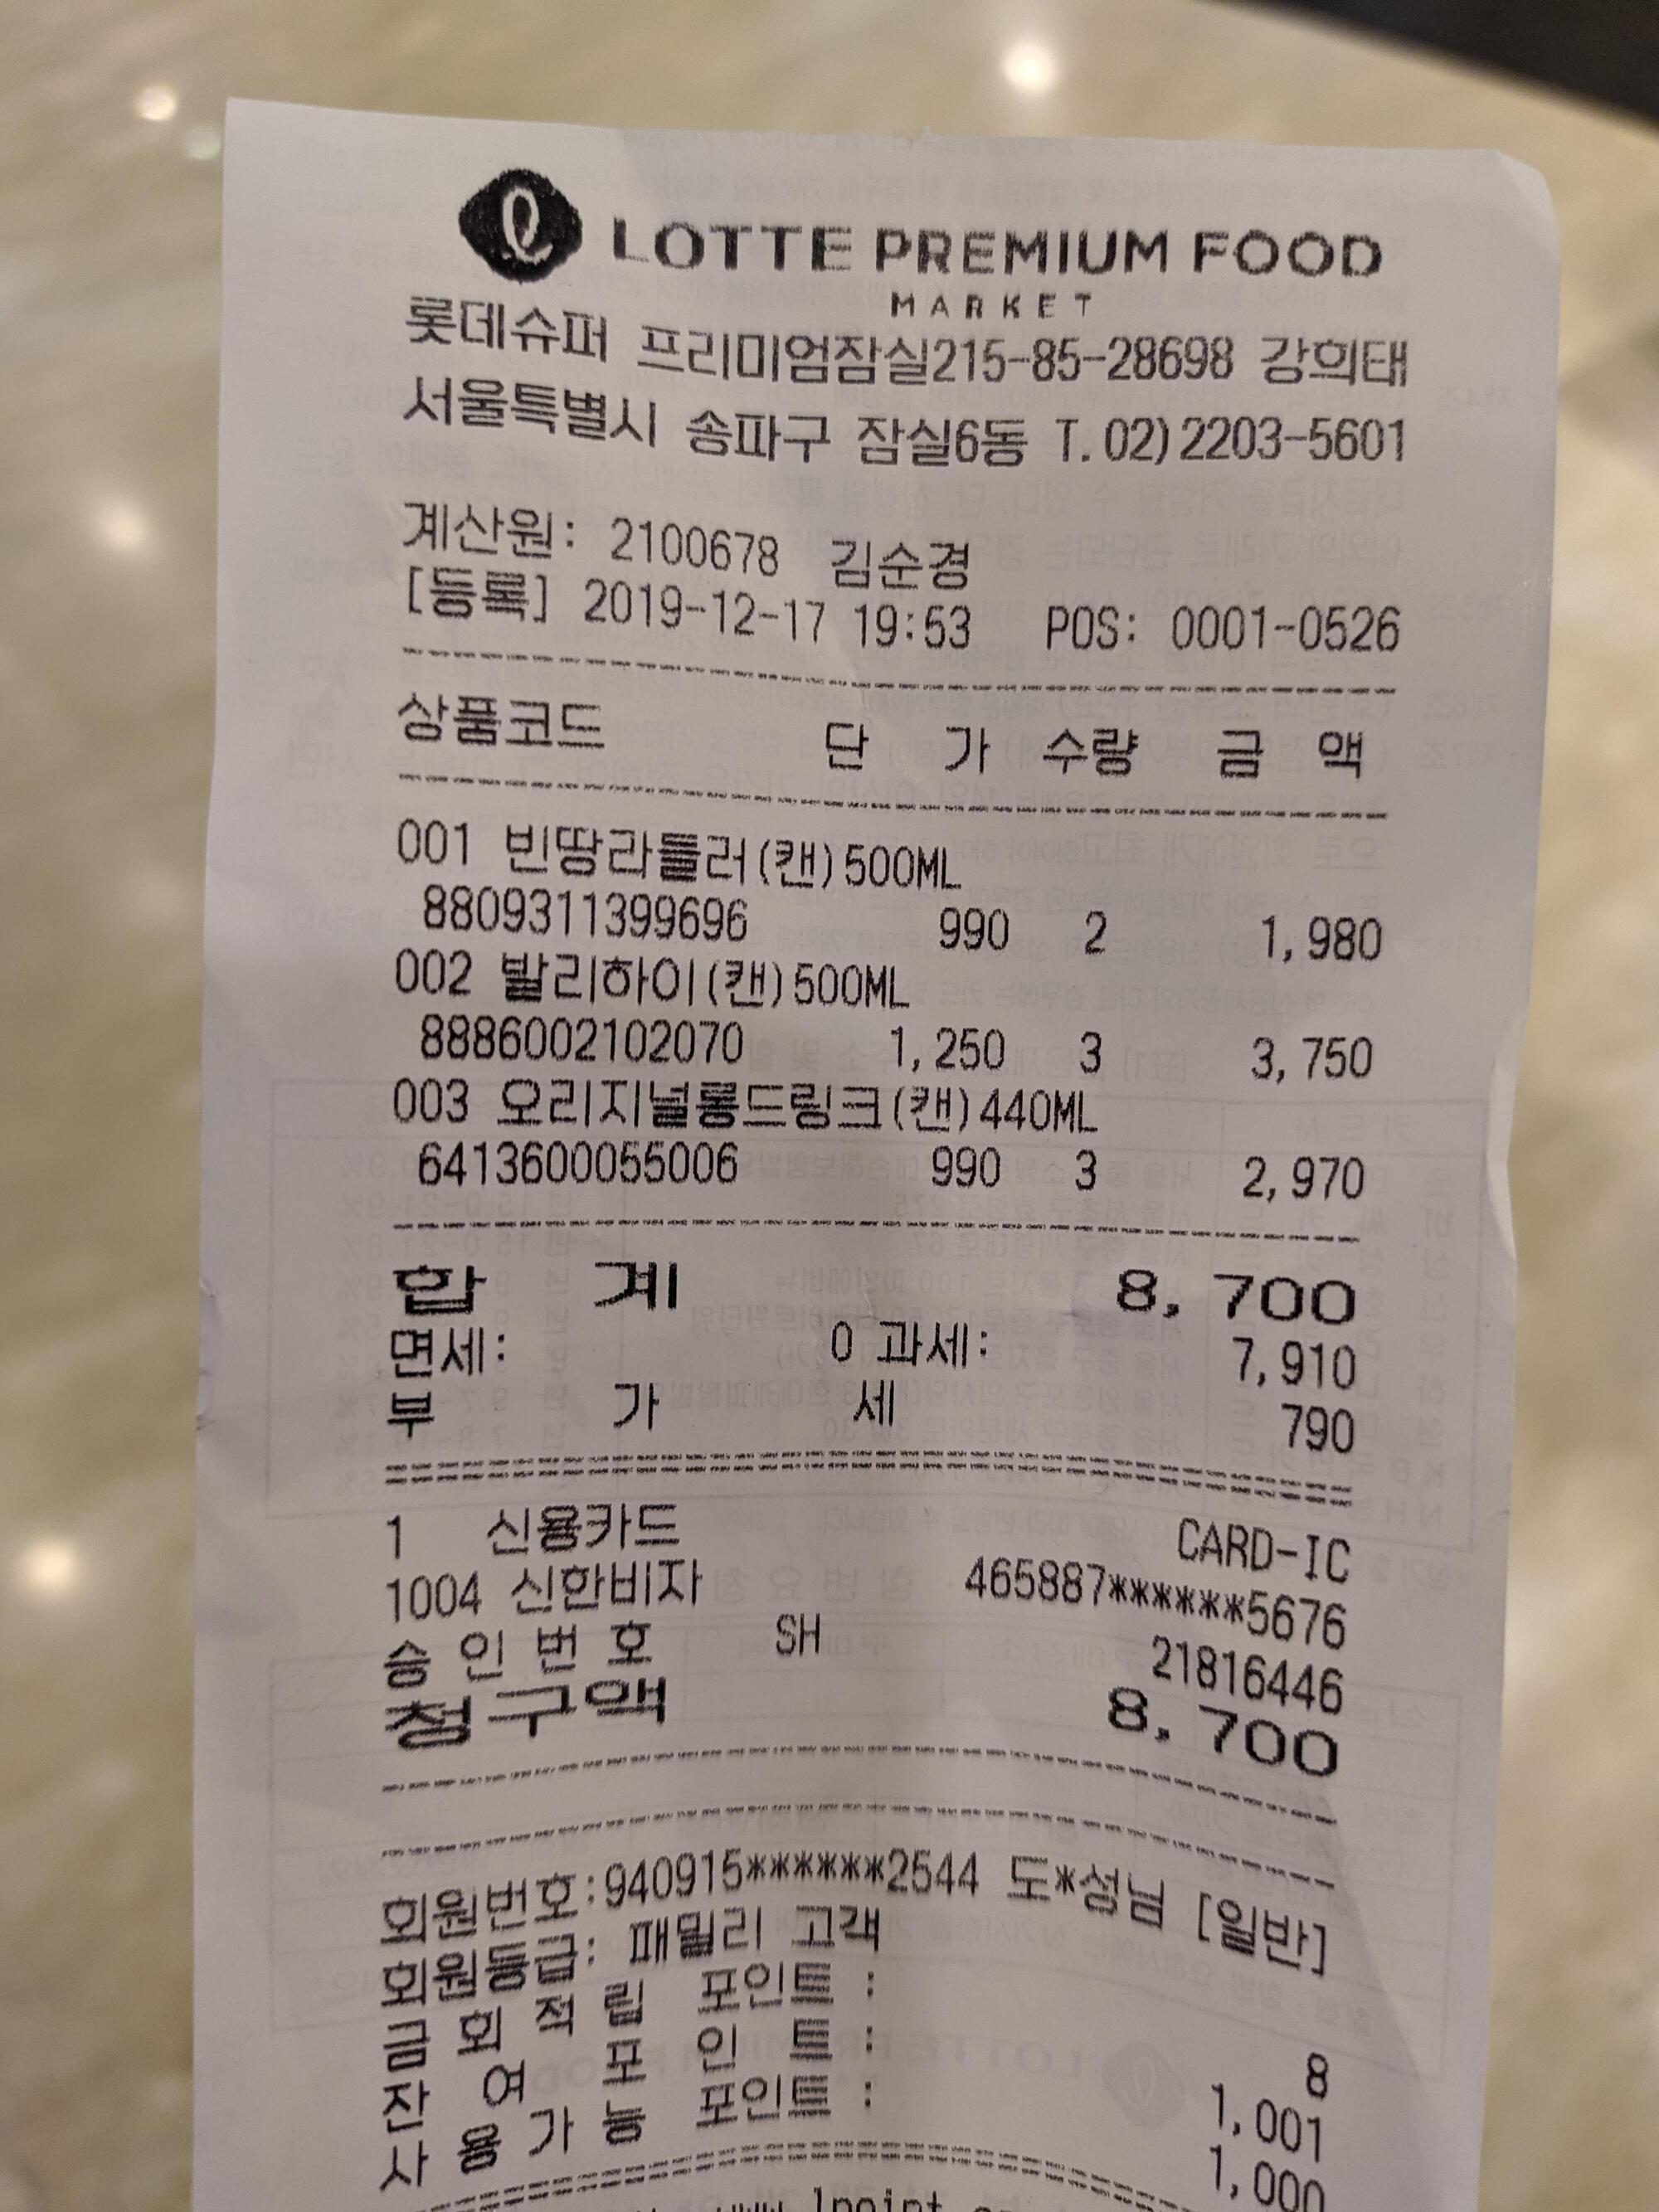 LOTTE PREMIUM FOOD
MARKET
롯데슈퍼 프리미엄잠실215-85-28698 강희태
서울특별시 송파구 잠실6동 T.02)2203-5601
계산원: 2100678 김순경
[등록] 2019-12-17 19:53 POS: 0001-0526
상품코드 단 가 수량 금 액
001 빈땅라들러(캔)500ML
8809311399696 990 2 1,980
002 발리하이(캔)500ML
8886002102070 1,250 3 3,750
003 오리지널롱드링크(캔)440ML
6413600055006 990 3 2,970
합 계 8,700
면세: 0 과세: 7,910
부 가 세 790
1 신용카드 CARD-IC
1004 신한비자 465887******5676
승 인 번 호 SH 21816446
청구액 8,700
회원번호:940915******2544 도*성님 [일반]
회원등급: 패밀리 고객
금 회 적 립 포인트 : 8
잔 여 포 인 트 : 1,001
사 용 가 능 포인트 : 1,000